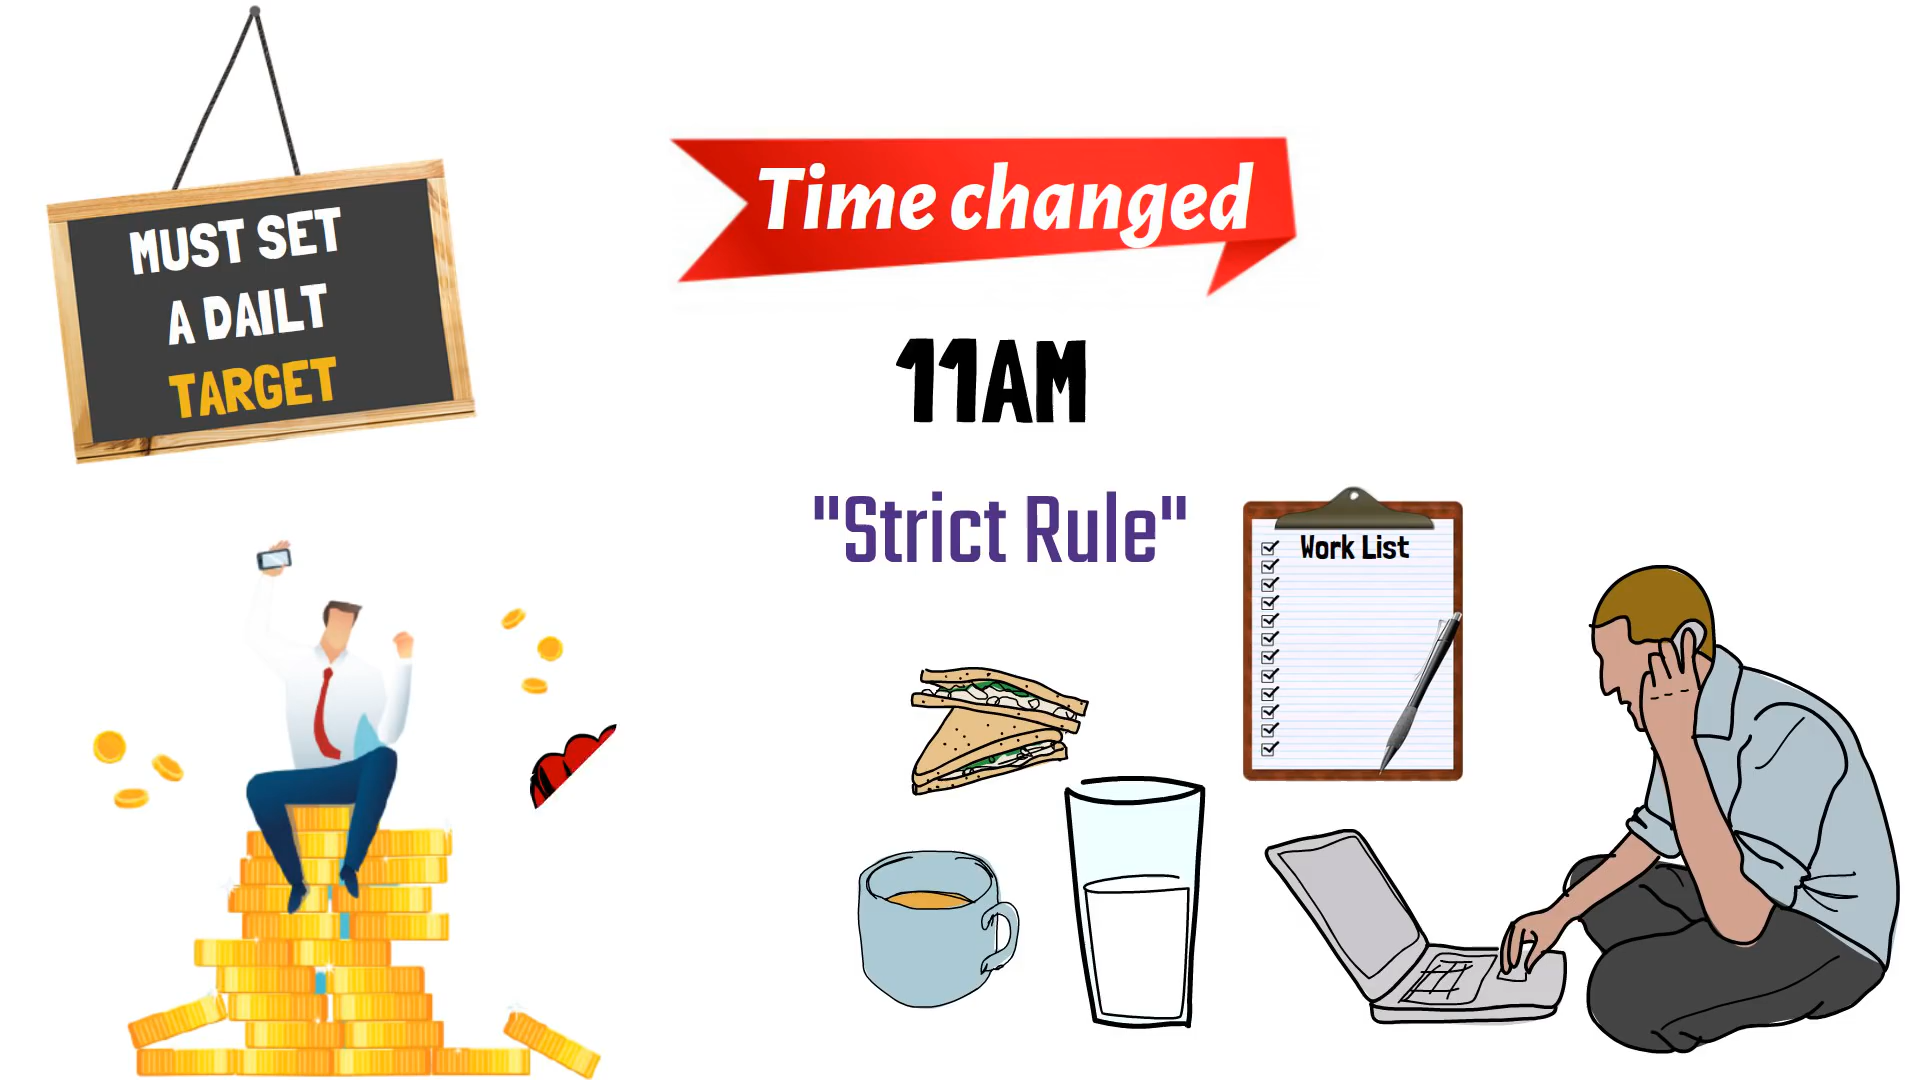 MUST SET
A DAILT
TARGET
Time changed
11AM
"Strict Rule"
Work List